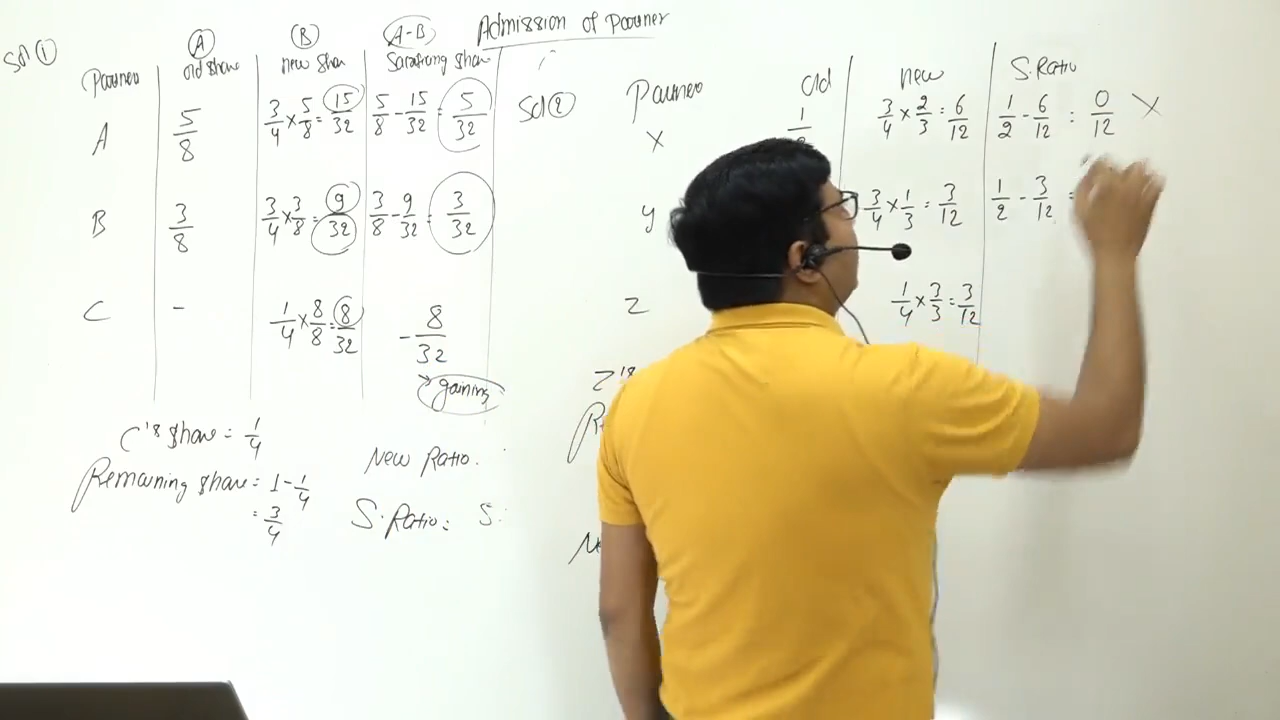 Admission of Partner
Sol ①
Partner
Ⓐ
old share
Ⓑ
new share
(A-B)
Sacrificing share
A
5/8
3/4 × 5/8 = 15/32
5/8 - 15/32 = 5/32
B
3/8
3/4 × 3/8 = 9/32
3/8 - 9/32 = 3/32
C
-
1/4 × 8/8 = 8/32
- 8/32
gaining
C's share = 1/4
Remaining share = 1 - 1/4
= 3/4
New Ratio.
S. Ratio: 5:
Sol ②
Partner
Old
new
S. Ratio
X
3/4 × 2/3 = 6/12
1/2 - 6/12 = 0/12 X
y
3/4 × 1/3 = 3/12
1/2 - 3/12 =
Z
1/4 × 3/3 = 3/12
Z's